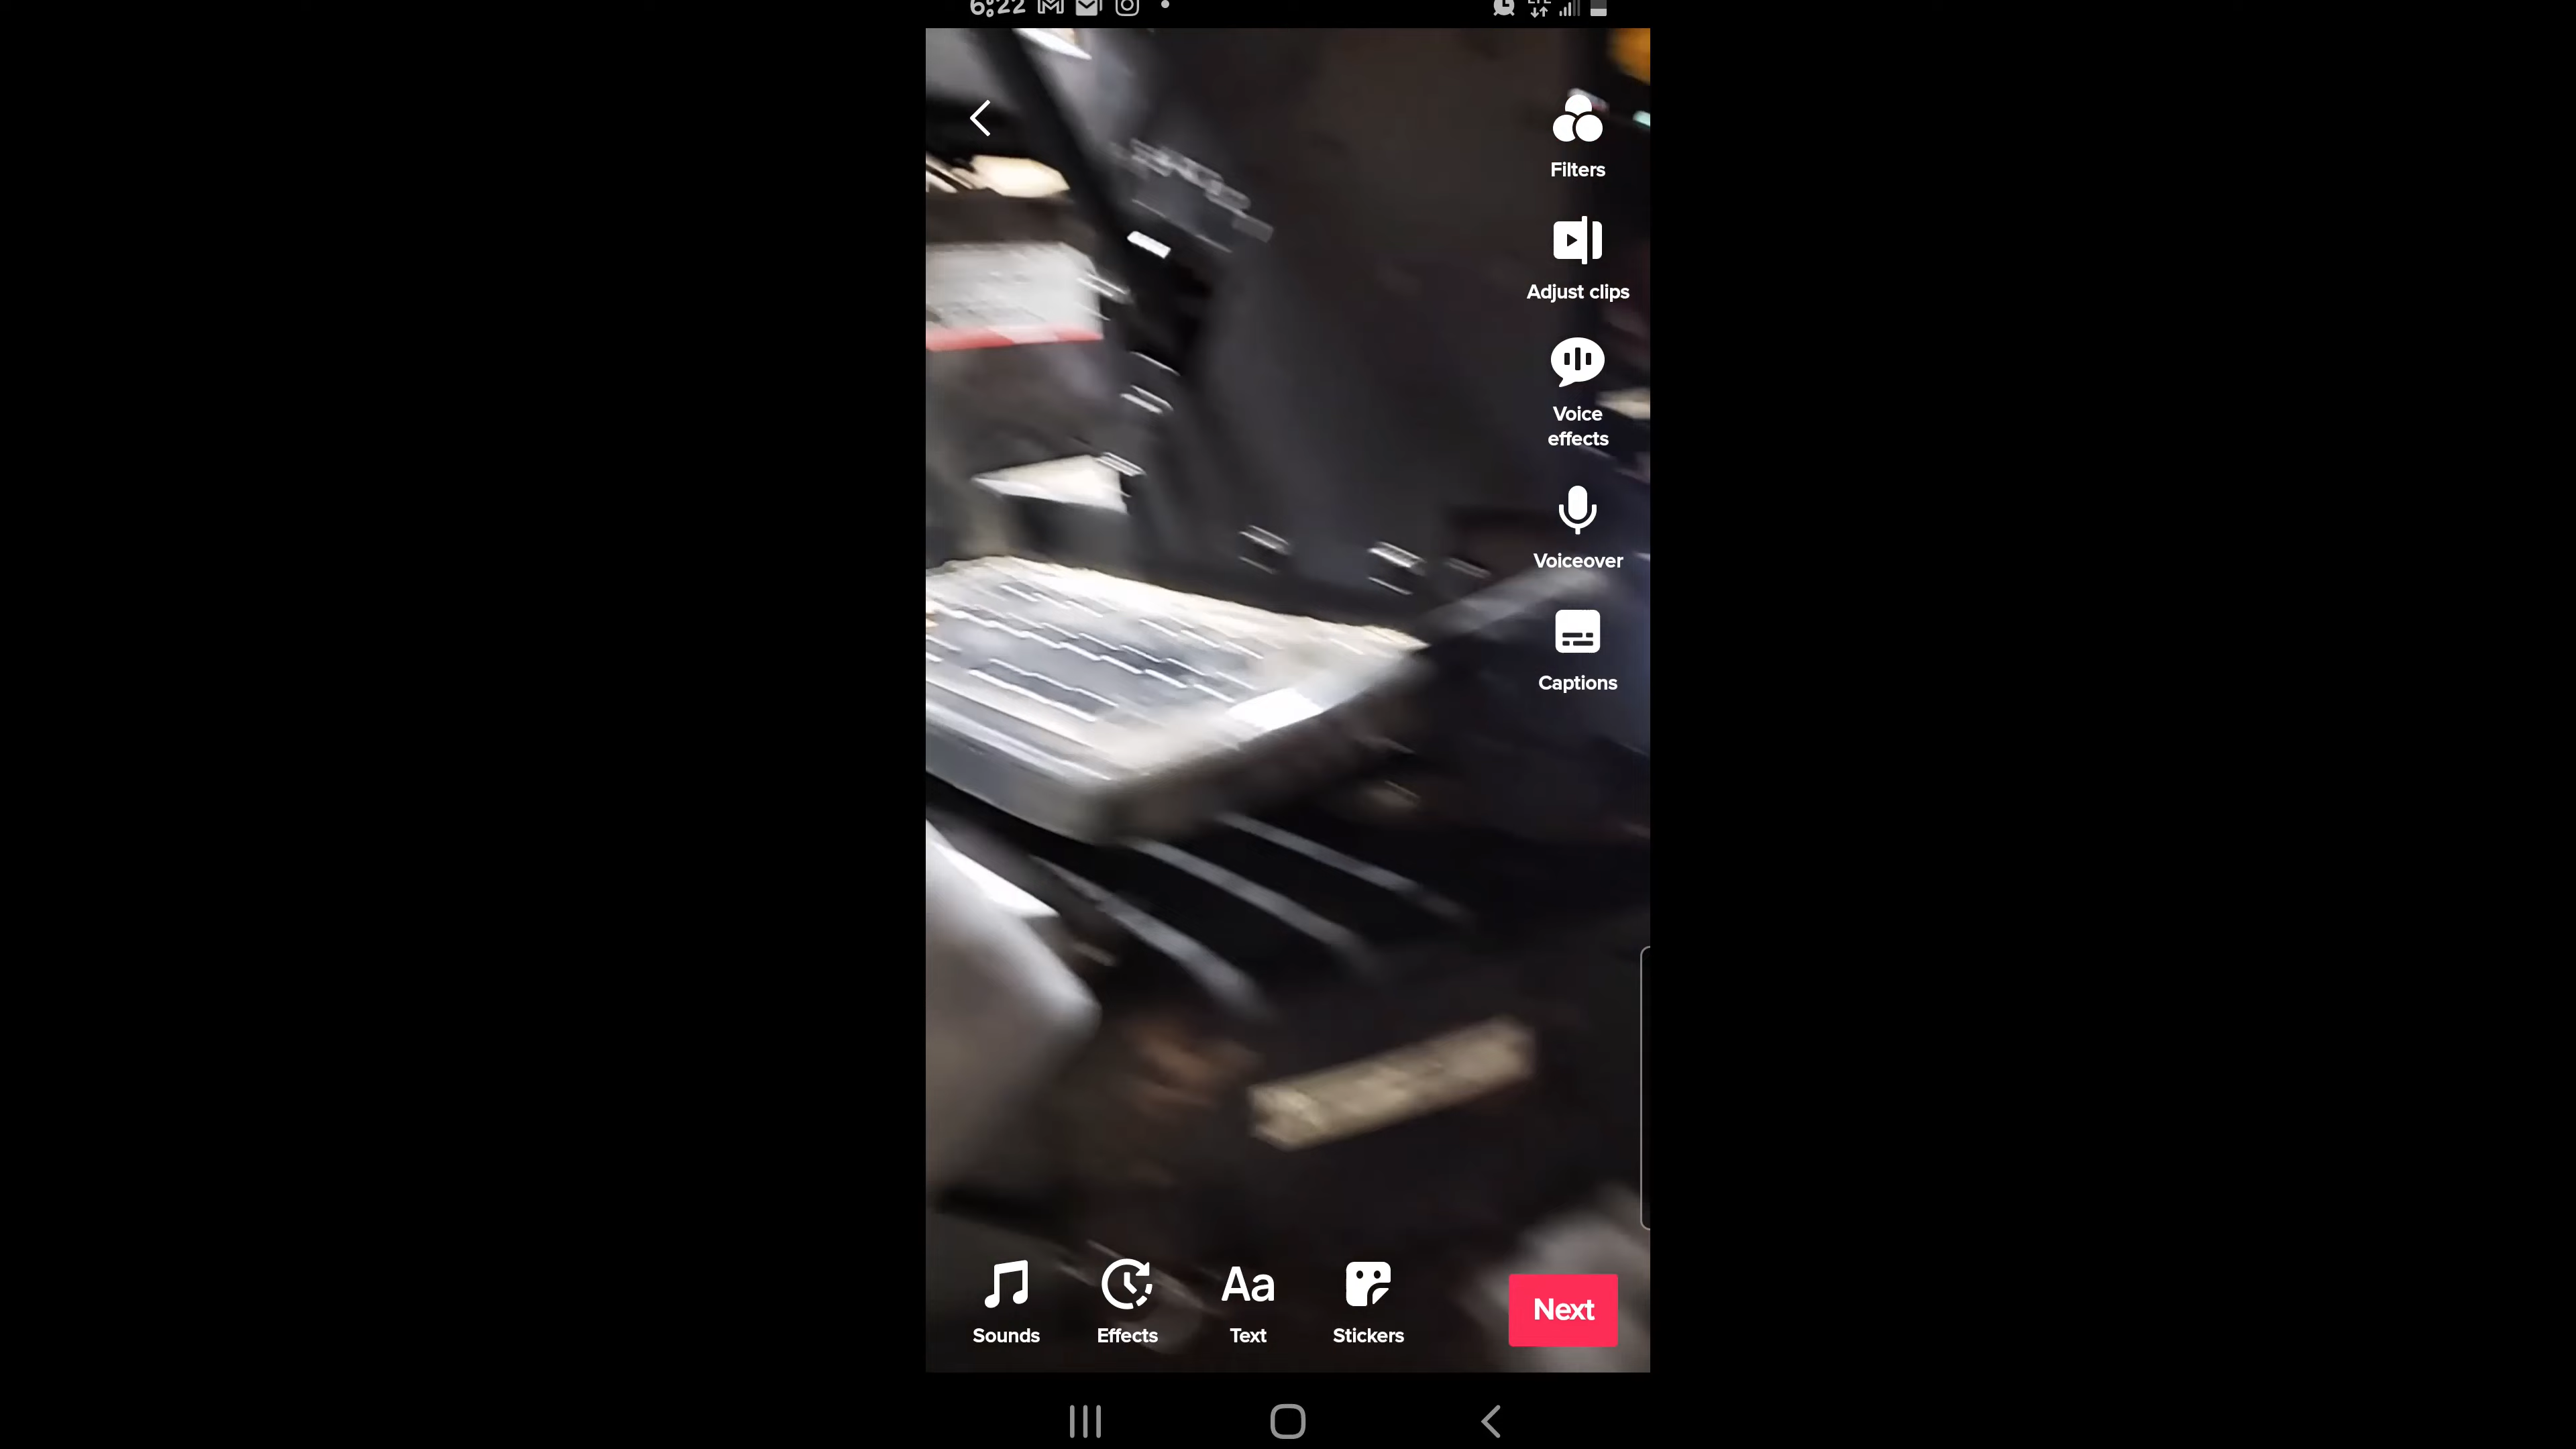 6:22
Filters
Adjust clips
Voice
effects
Voiceover
Captions
Aa
Sounds
Effects
Text
Stickers
Next